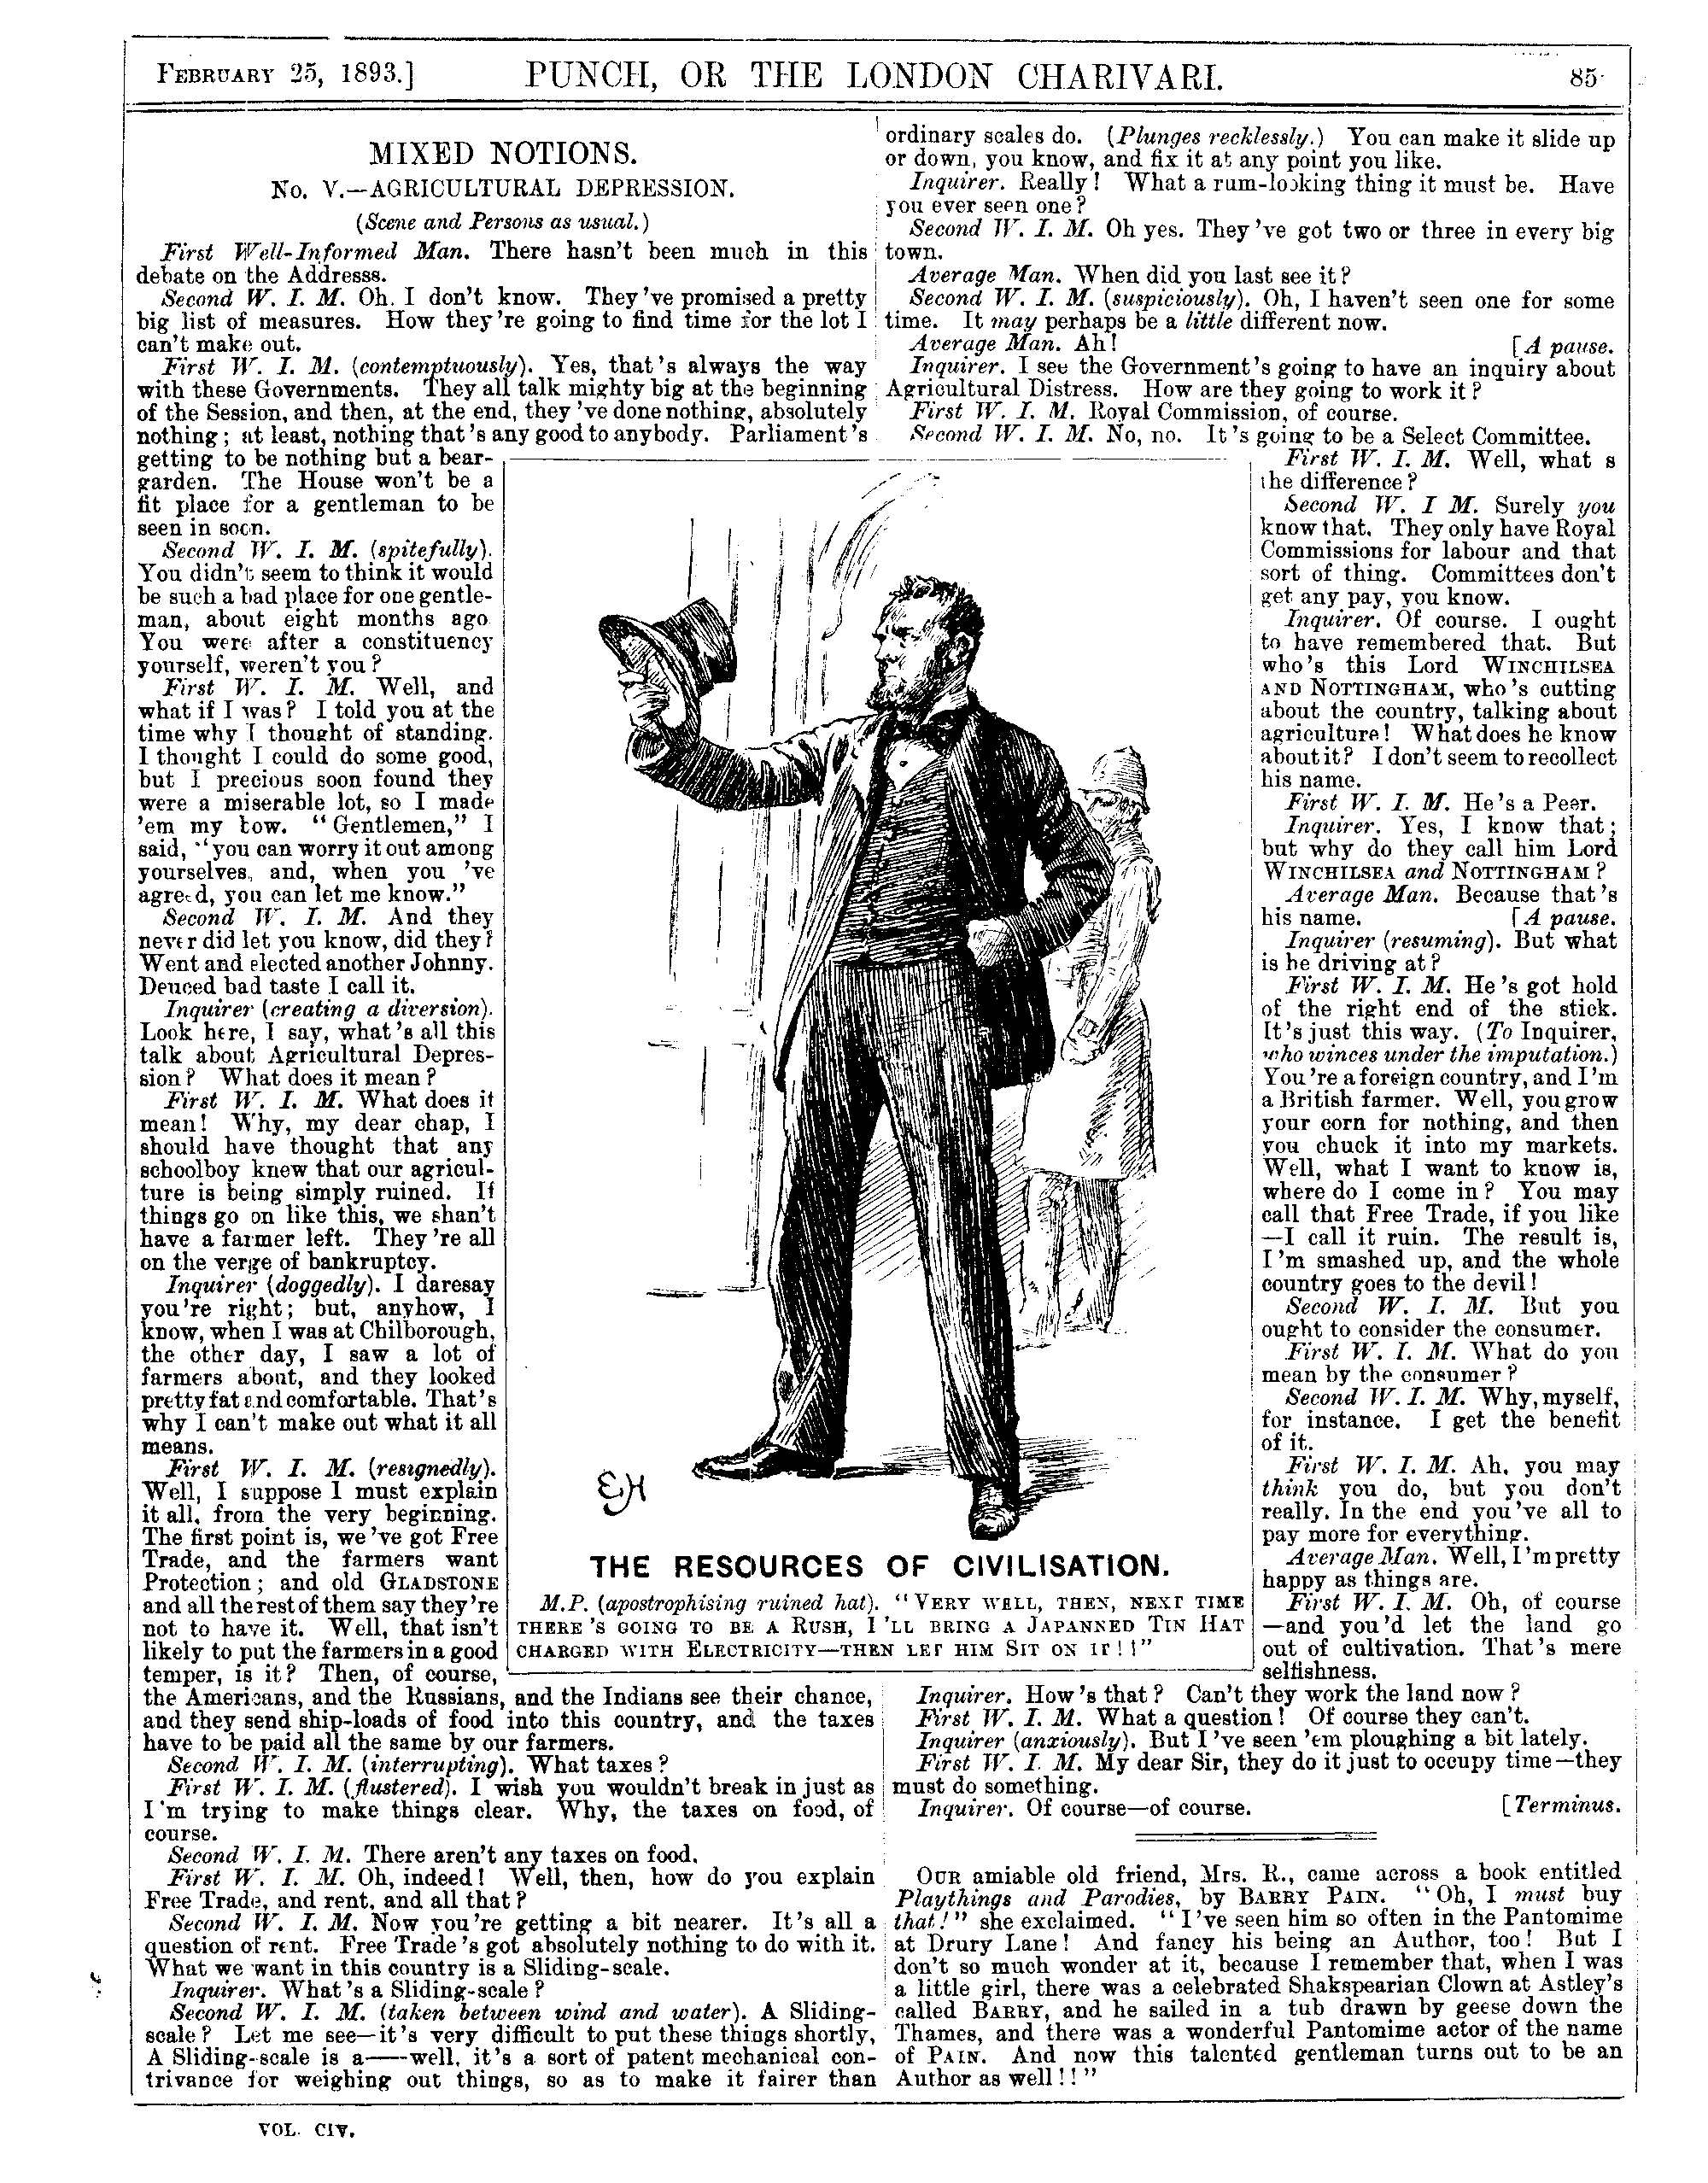 FEBRUARY 25, 1893.] PUNCH, OR THE LONDON CHARIVARI. 85
MIXED NOTIONS.
No. V.—AGRICULTURAL DEPRESSION.
(Scene and Persons as usual.)
First Well-Informed Man. There hasn't been much in this
debate on the Addresss.
Second W. I. M. Oh, I don't know. They've promised a pretty
big list of measures. How they're going to find time for the lot I
can't make out.
First W. I. M. (contemptuously). Yes, that's always the way
with these Governments. They all talk mighty big at the beginning
of the Session, and then, at the end, they've done nothing, absolutely
nothing; at least, nothing that's any good to anybody. Parliament's
getting to be nothing but a bear-
garden. The House won't be a
fit place for a gentleman to be
seen in soon.
Second W. I. M. (spitefully).
You didn't seem to think it would
be such a bad place for one gentle-
man, about eight months ago
You were after a constituency
yourself, weren't you?
First W. I. M. Well, and
what if I was? I told you at the
time why I thought of standing.
I thought I could do some good,
but I precious soon found they
were a miserable lot, so I made
'em my bow. "Gentlemen," I
said, "you can worry it out among
yourselves, and, when you 've
agreed, you can let me know."
Second W. I. M. And they
never did let you know, did they?
Went and elected another Johnny.
Deuced bad taste I call it.
Inquirer (creating a diversion).
Look here, I say, what's all this
talk about Agricultural Depres-
sion? What does it mean?
First W. I. M. What does it
mean! Why, my dear chap, I
should have thought that any
schoolboy knew that our agricul-
ture is being simply ruined. If
things go on like this, we shan't
have a farmer left. They're all
on the verge of bankruptcy.
Inquirer (doggedly). I daresay
you're right; but, anyhow, I
know, when I was at Chilborough,
the other day, I saw a lot of
farmers about, and they looked
pretty fat and comfortable. That's
why I can't make out what it all
means.
First W. I. M. (resignedly).
Well, I suppose I must explain
it all, from the very beginning.
The first point is, we've got Free
Trade, and the farmers want
Protection; and old GLADSTONE
and all the rest of them say they're
not to have it. Well, that isn't
likely to put the farmers in a good
temper, is it? Then, of course,
the Americans, and the Russians, and the Indians see their chance,
and they send ship-loads of food into this country, and the taxes
have to be paid all the same by our farmers.
Second W. I. M. (interrupting). What taxes?
First W. I. M. (flustered). I wish you wouldn't break in just as
I'm trying to make things clear. Why, the taxes on food, of
course.
Second W. I. M. There aren't any taxes on food.
First W. I. M. Oh, indeed! Well, then, how do you explain
Free Trade, and rent, and all that?
Second W. I. M. Now you're getting a bit nearer. It's all a
question of rent. Free Trade's got absolutely nothing to do with it.
What we want in this country is a Sliding-scale.
Inquirer. What's a Sliding-scale?
Second W. I. M. (taken between wind and water). A Sliding-
scale? Let me see—it's very difficult to put these things shortly,
A Sliding-scale is a——well, it's a sort of patent mechanical con-
trivance for weighing out things, so as to make it fairer than
ordinary scales do. (Plunges recklessly.) You can make it slide up
or down, you know, and fix it at any point you like.
Inquirer. Really! What a rum-looking thing it must be. Have
you ever seen one?
Second W. I. M. Oh yes. They've got two or three in every big
town.
Average Man. When did you last see it?
Second W. I. M. (suspiciously). Oh, I haven't seen one for some
time. It may perhaps be a little different now.
Average Man. Ah! [A pause.
Inquirer. I see the Government's going to have an inquiry about
Agricultural Distress. How are they going to work it?
First W. I. M. Royal Commission, of course.
Second W. I. M. No, no. It's going to be a Select Committee.
First W. I. M. Well, what s
the difference?
Second W. I M. Surely you
know that. They only have Royal
Commissions for labour and that
sort of thing. Committees don't
get any pay, you know.
Inquirer. Of course. I ought
to have remembered that. But
who's this Lord WINCHILSEA
AND NOTTINGHAM, who's cutting
about the country, talking about
agriculture! What does he know
about it? I don't seem to recollect
his name.
First W. I. M. He's a Peer.
Inquirer. Yes, I know that;
but why do they call him Lord
WINCHILSEA and NOTTINGHAM?
Average Man. Because that's
his name. [A pause.
Inquirer (resuming). But what
is he driving at?
First W. I. M. He's got hold
of the right end of the stick.
It's just this way. (To Inquirer,
who winces under the imputation.)
You're a foreign country, and I'm
a British farmer. Well, you grow
your corn for nothing, and then
you chuck it into my markets.
Well, what I want to know is,
where do I come in? You may
call that Free Trade, if you like
—I call it ruin. The result is,
I'm smashed up, and the whole
country goes to the devil!
Second W. I. M. But you
ought to consider the consumer.
First W. I. M. What do you
mean by the consumer?
Second W. I. M. Why, myself,
for instance. I get the benefit
of it.
First W. I. M. Ah, you may
think you do, but you don't
really. In the end you've all to
pay more for everything.
Average Man. Well, I'm pretty
happy as things are.
First W. I. M. Oh, of course
—and you'd let the land go
out of cultivation. That's mere
selfishness.
Inquirer. How's that? Can't they work the land now?
First W. I. M. What a question! Of course they can't.
Inquirer (anxiously). But I've seen 'em ploughing a bit lately.
First W. I. M. My dear Sir, they do it just to occupy time—they
must do something.
Inquirer. Of course—of course. [Terminus.
EH
THE RESOURCES OF CIVILISATION.
M.P. (apostrophising ruined hat). "VERY WELL, THEN, NEXT TIME
THERE'S GOING TO BE A RUSH, I'LL BRING A JAPANNED TIN HAT
CHARGED WITH ELECTRICITY—THEN LET HIM SIT ON IT!!"
OUR amiable old friend, Mrs. R., came across a book entitled
Playthings and Parodies, by BARRY PAIN. "Oh, I must buy
that!" she exclaimed. "I've seen him so often in the Pantomime
at Drury Lane! And fancy his being an Author, too! But I
don't so much wonder at it, because I remember that, when I was
a little girl, there was a celebrated Shakspearian Clown at Astley's
called BARRY, and he sailed in a tub drawn by geese down the
Thames, and there was a wonderful Pantomime actor of the name
of PAIN. And now this talented gentleman turns out to be an
Author as well!!"
VOL. CIV.